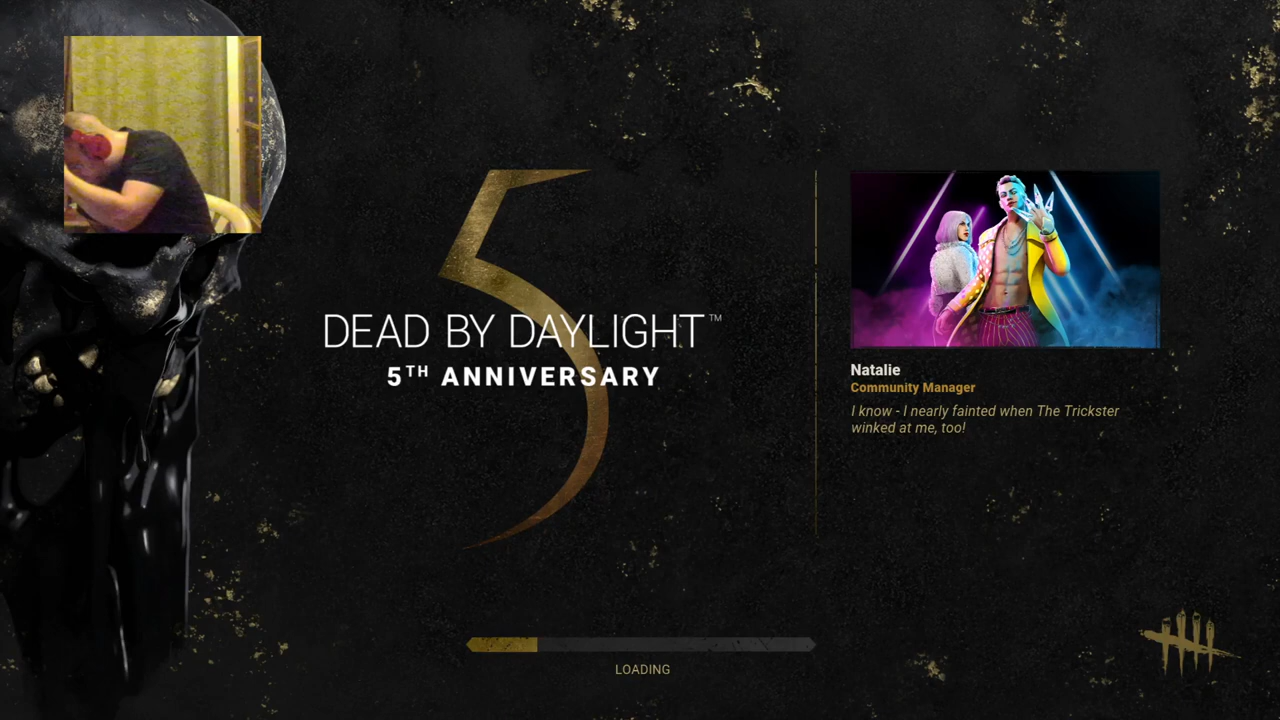 DEAD BY DAYLIGHT™
5TH ANNIVERSARY
Natalie
Community Manager
I know - I nearly fainted when The Trickster
winked at me, too!
LOADING